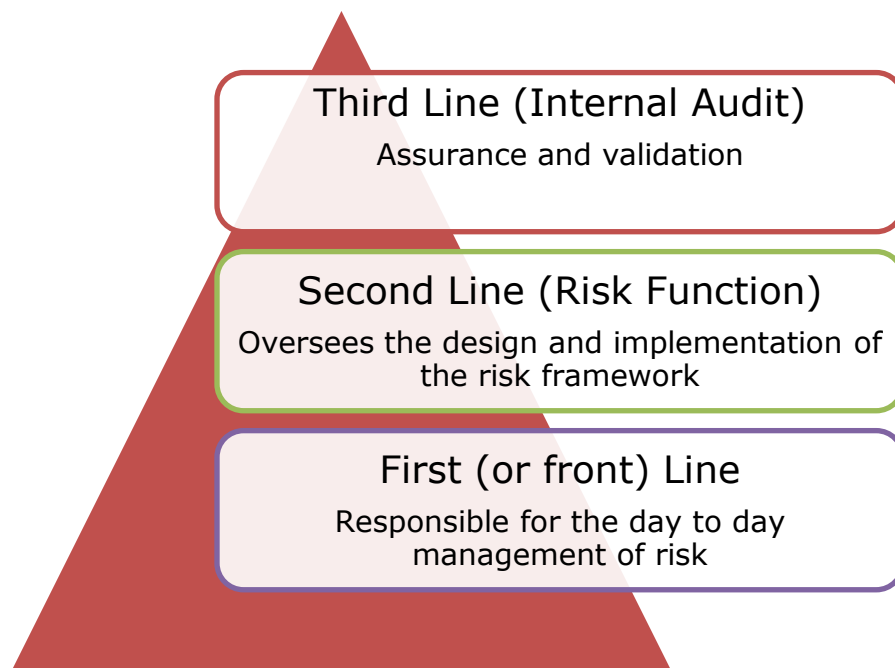 Third Line (Internal Audit)
Assurance and validation
Second Line (Risk Function)
Oversees the design and implementation of
the risk framework
First (or front) Line
Responsible for the day to day
management of risk